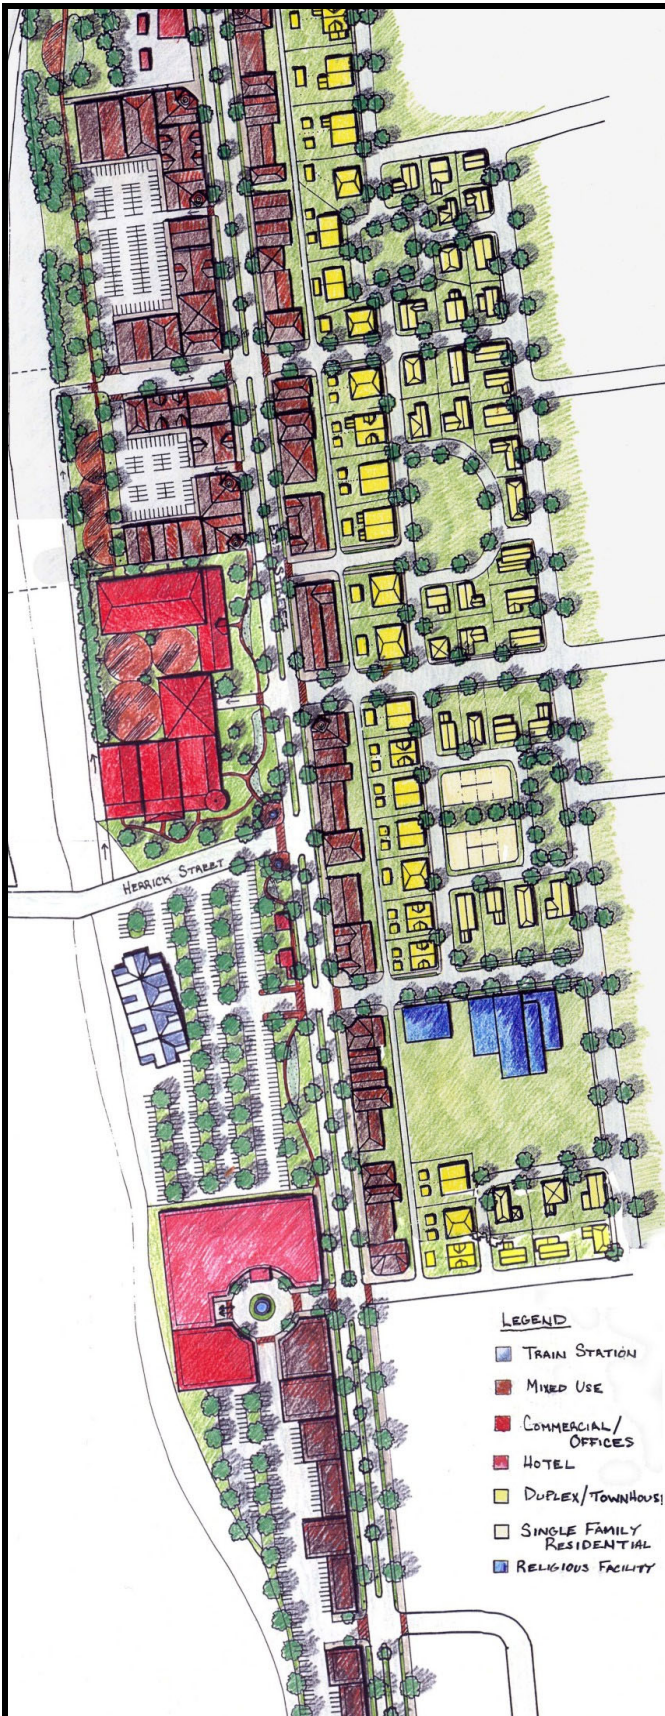 HERRICK STREET
LEGEND
TRAIN STATION
MIXED USE
COMMERCIAL/
OFFICES
HOTEL
DUPLEX/TOWNHOUS
SINGLE FAMILY
RESIDENTIAL
RELIGIOUS FACILITY